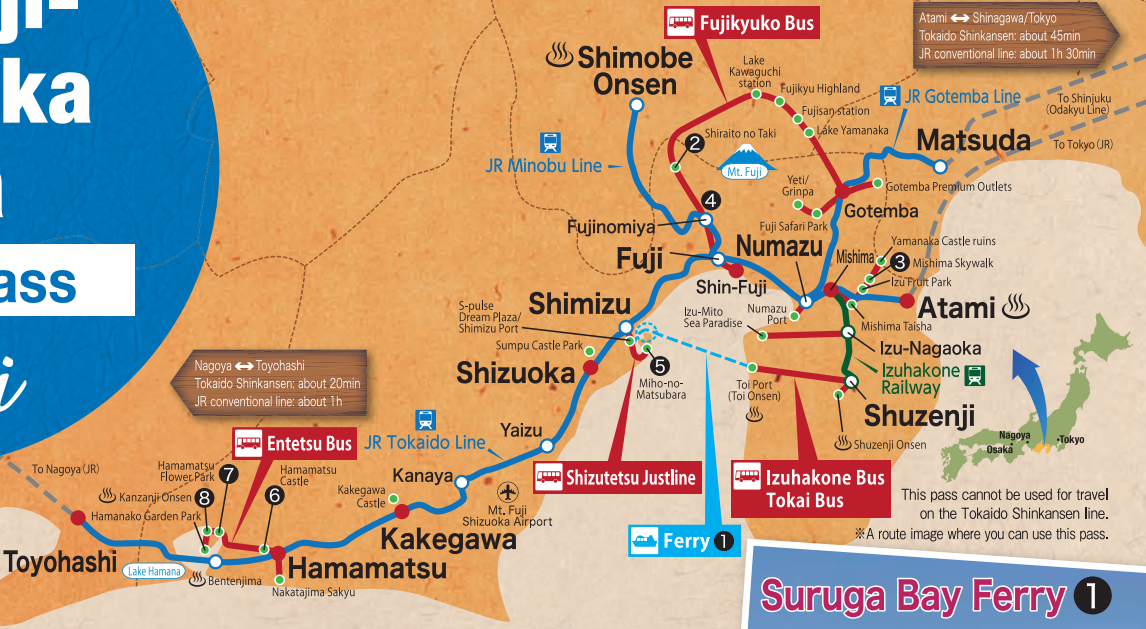 ka
ass
Fujikyuko Bus
Atami ↔ Shinagawa/Tokyo
Tokaido Shinkansen: about 45min
JR conventional line: about 1h 30min
Shimobe
Onsen
Lake
Kawaguchi
station
Fujikyu Highland
Fujisan station
Lake Yamanaka
JR Gotemba Line
To Shinjuku
(Odakyu Line)
Matsuda
To Tokyo (JR)
Shiraito no Taki
2
JR Minobu Line
Mt. Fuji
Yeti/
Grinpa
Gotemba Premium Outlets
4
Fujinomiya
Fuji Safari Park
Gotemba
Fuji
Numazu
Mishima
Yamanaka Castle ruins
3 Mishima Skywalk
Izu Fruit Park
Shin-Fuji
Atami
Shimizu
S-pulse
Dream Plaza/
Shimizu Port
Izu-Mito
Sea Paradise
Numazu
Port
Mishima Taisha
Sumpu Castle Park
Izu-Nagaoka
Izuhakone
Railway
Shizuoka
5
Miho-no-
Matsubara
Toi Port
(Toi Onsen)
Shuzenji
Shuzenji Onsen
Nagoya ↔ Toyohashi
Tokaido Shinkansen: about 20min
JR conventional line: about 1h
Nagoya
Osaka
Tokyo
Entetsu Bus
JR Tokaido Line
Yaizu
Shizutetsu Justline
Izuhakone Bus
Tokai Bus
To Nagoya (JR)
Hamamatsu
Flower Park
7
Hamamatsu
Castle
6
Kanzanji Onsen
8
Hamanako Garden Park
Kanaya
Kakegawa
Castle
Mt. Fuji
Shizuoka Airport
Kakegawa
Ferry 1
This pass cannot be used for travel
on the Tokaido Shinkansen line.
※A route image where you can use this pass.
Toyohashi
Lake Hamana
Bentenjima
Hamamatsu
Nakatajima Sakyu
Suruga Bay Ferry 1